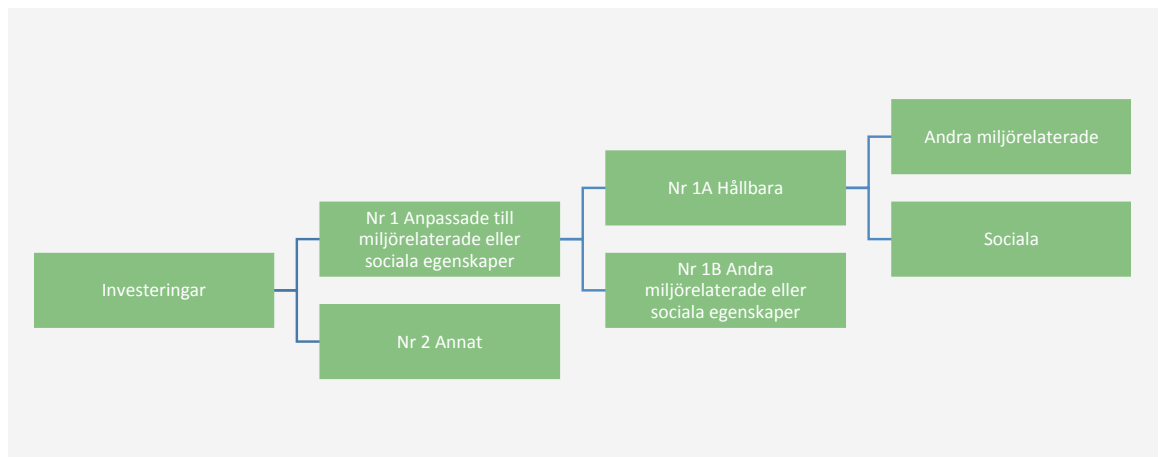 Investeringar
Nr 1 Anpassade till
miljörelaterade eller
sociala egenskaper
Nr 2 Annat
Nr 1A Hållbara
Nr 1B Andra
miljörelaterade eller
sociala egenskaper
Andra miljörelaterade
Sociala